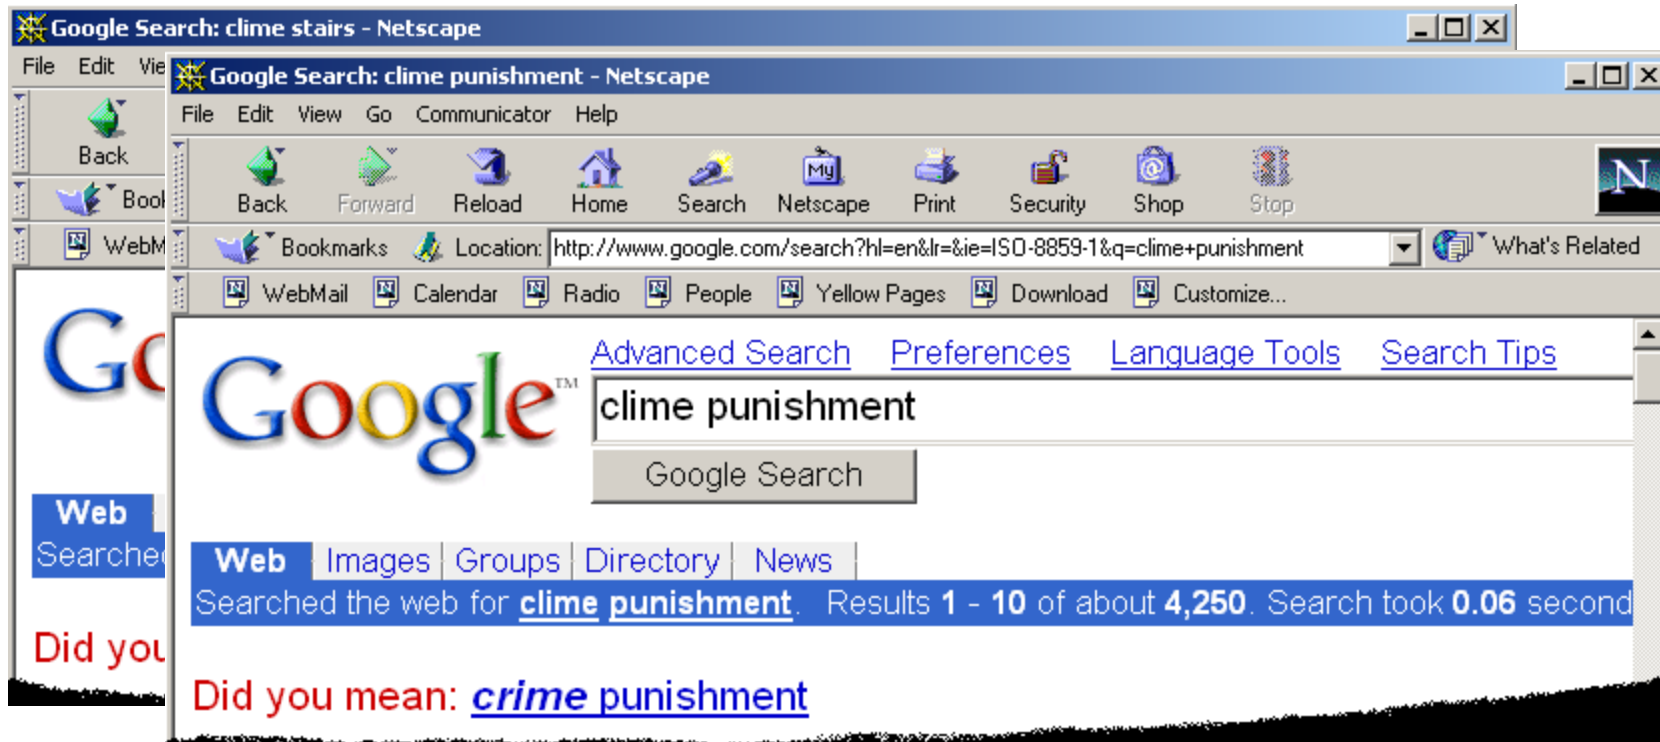 Google Search: clime stairs - Netscape
File Edit Vie
Back
Book
WebM
Go
Web
Searched
Did you
Google Search: clime punishment - Netscape
File Edit View Go Communicator Help
Back Forward Reload Home Search My Netscape Print Security Shop Stop
N
Bookmarks Location: http://www.google.com/search?hl=en&lr=&ie=ISO-8859-1&q=clime+punishment What's Related
WebMail Calendar Radio People Yellow Pages Download Customize...
Advanced Search Preferences Language Tools Search Tips
Google™ clime punishment
Google Search
Web Images Groups Directory News
Searched the web for clime punishment. Results 1 - 10 of about 4,250. Search took 0.06 second
Did you mean: crime punishment